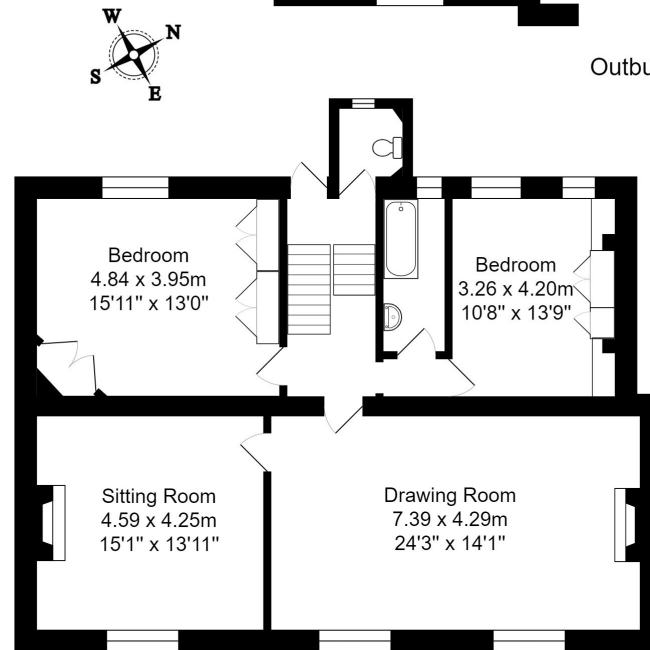 W
N
S
E
Outbu
Bedroom
4.84 x 3.95m
15'11" x 13'0"
Bedroom
3.26 x 4.20m
10'8" x 13'9"
Sitting Room
4.59 x 4.25m
15'1" x 13'11"
Drawing Room
7.39 x 4.29m
24'3" x 14'1"